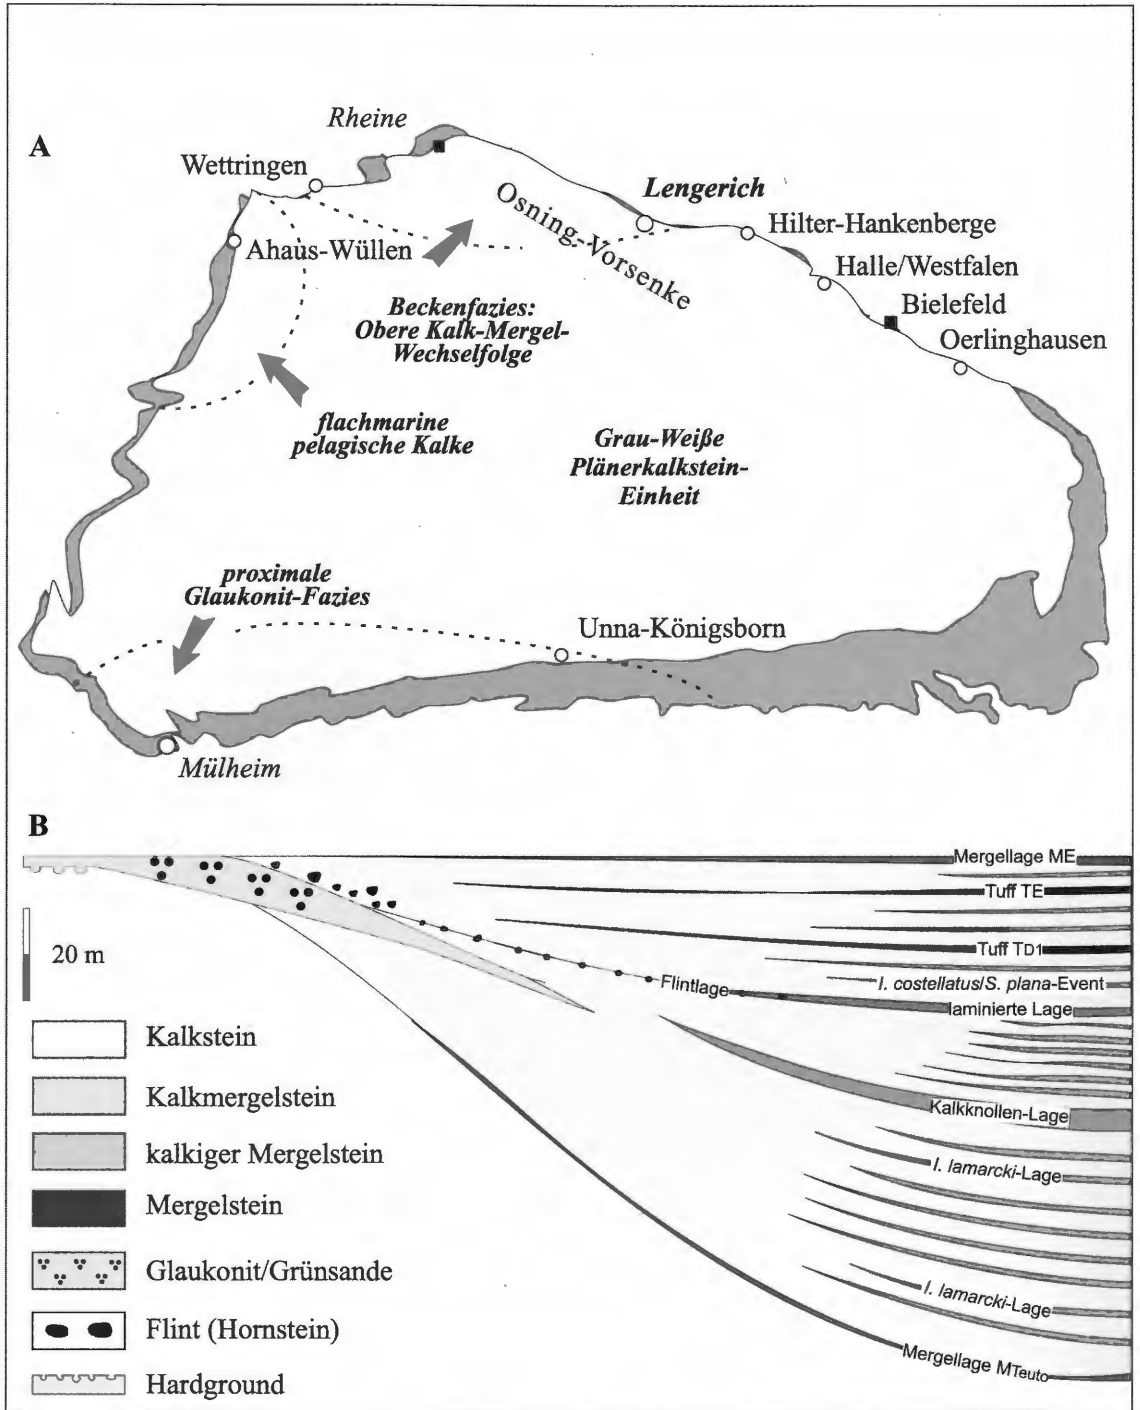 A
Rheine
Wettringen
Lengerich
Osning-Vorsenke
Hilter-Hankenberge
Ahaus-Wüllen
Halle/Westfalen
Bielefeld
Oerlinghausen
Beckenfazies:
Obere Kalk-Mergel-
Wechselfolge
flachmarine
pelagische Kalke
Grau-Weiße
Plänerkalkstein-
Einheit
proximale
Glaukonit-Fazies
Unna-Königsborn
Mülheim
B
Mergellage ME
Tuff TE
Tuff TD1
I. costellatus/S. plana-Event
Flintlage
laminierte Lage
Kalkknollen-Lage
I. lamarcki-Lage
I. lamarcki-Lage
Mergellage MTeuto
20 m
Kalkstein
Kalkmergelstein
kalkiger Mergelstein
Mergelstein
Glaukonit/Grünsande
Flint (Hornstein)
Hardground